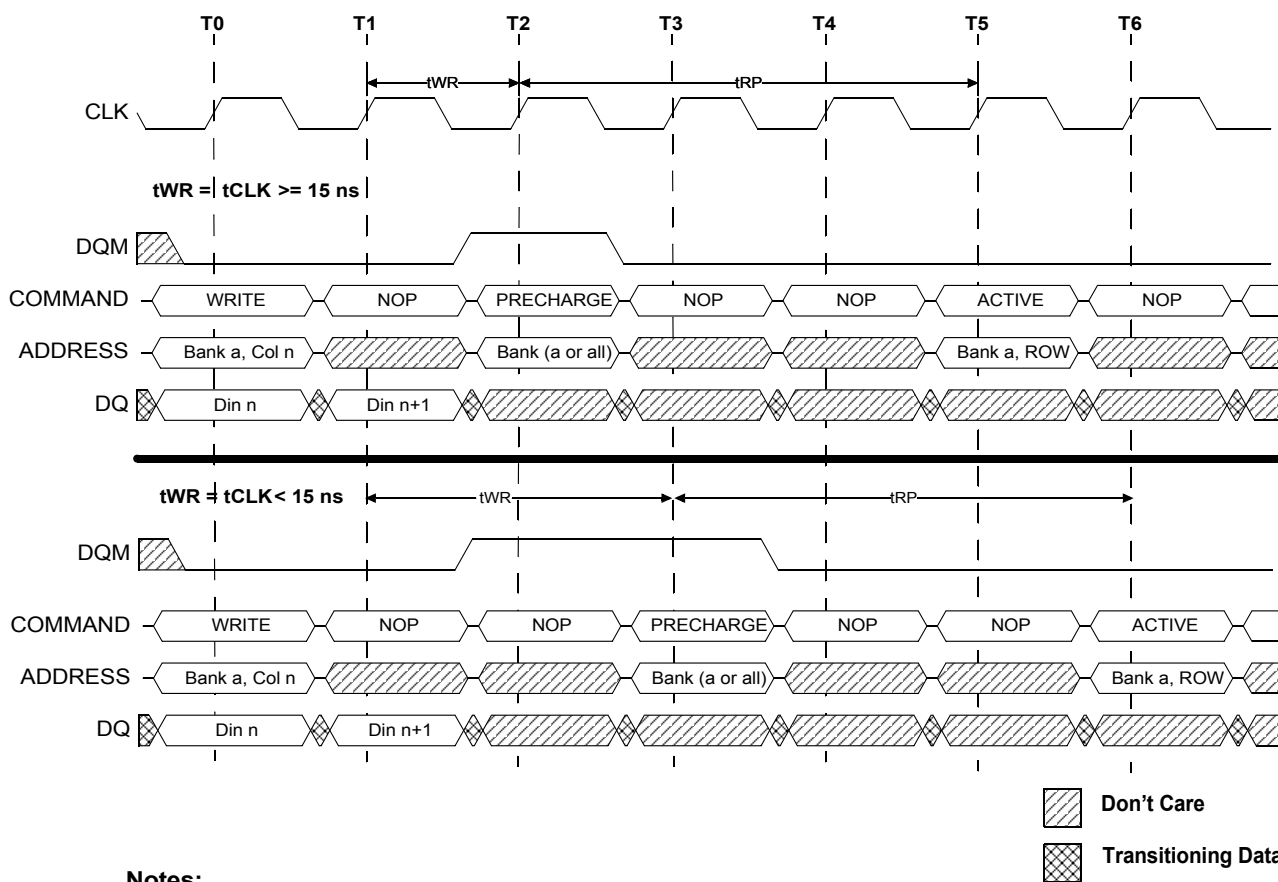 T0 T1 T2 T3 T4 T5 T6
tWR tRP
CLK
tWR = tCLK >= 15 ns
DQM
COMMAND WRITE NOP PRECHARGE NOP NOP ACTIVE NOP
ADDRESS Bank a, Col n Bank (a or all) Bank a, ROW
DQ Din n Din n+1
tWR = tCLK< 15 ns tWR tRP
DQM
COMMAND WRITE NOP NOP PRECHARGE NOP NOP ACTIVE
ADDRESS Bank a, Col n Bank (a or all) Bank a, ROW
DQ Din n Din n+1
Don't Care
Transitioning Data
Notes: